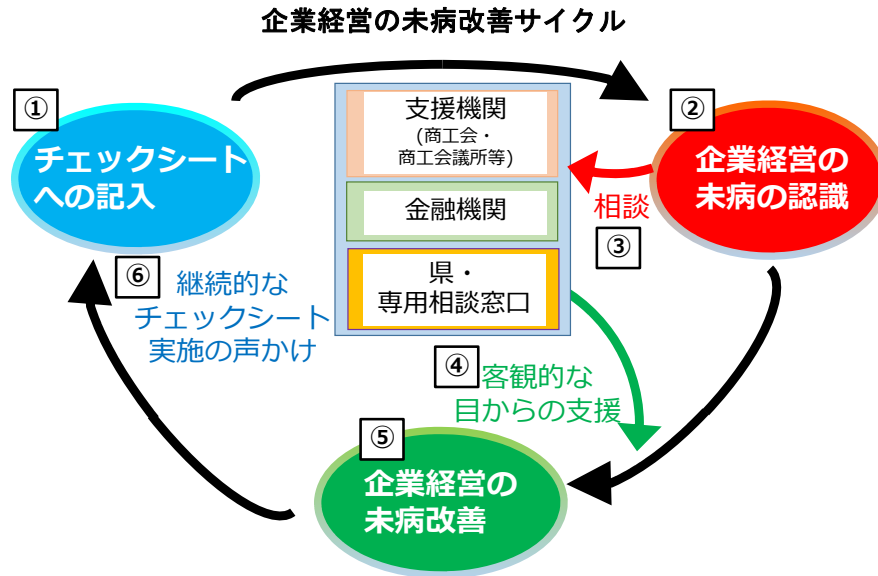 企業経営の未病改善サイクル
①
チェックシート
への記入
支援機関
(商工会・
商工会議所等)
金融機関
県・
専用相談窓口
②
企業経営の
未病の認識
相談
③
④
客観的な
目からの支援
⑤
企業経営の
未病改善
⑥
継続的な
チェックシート
実施の声かけ